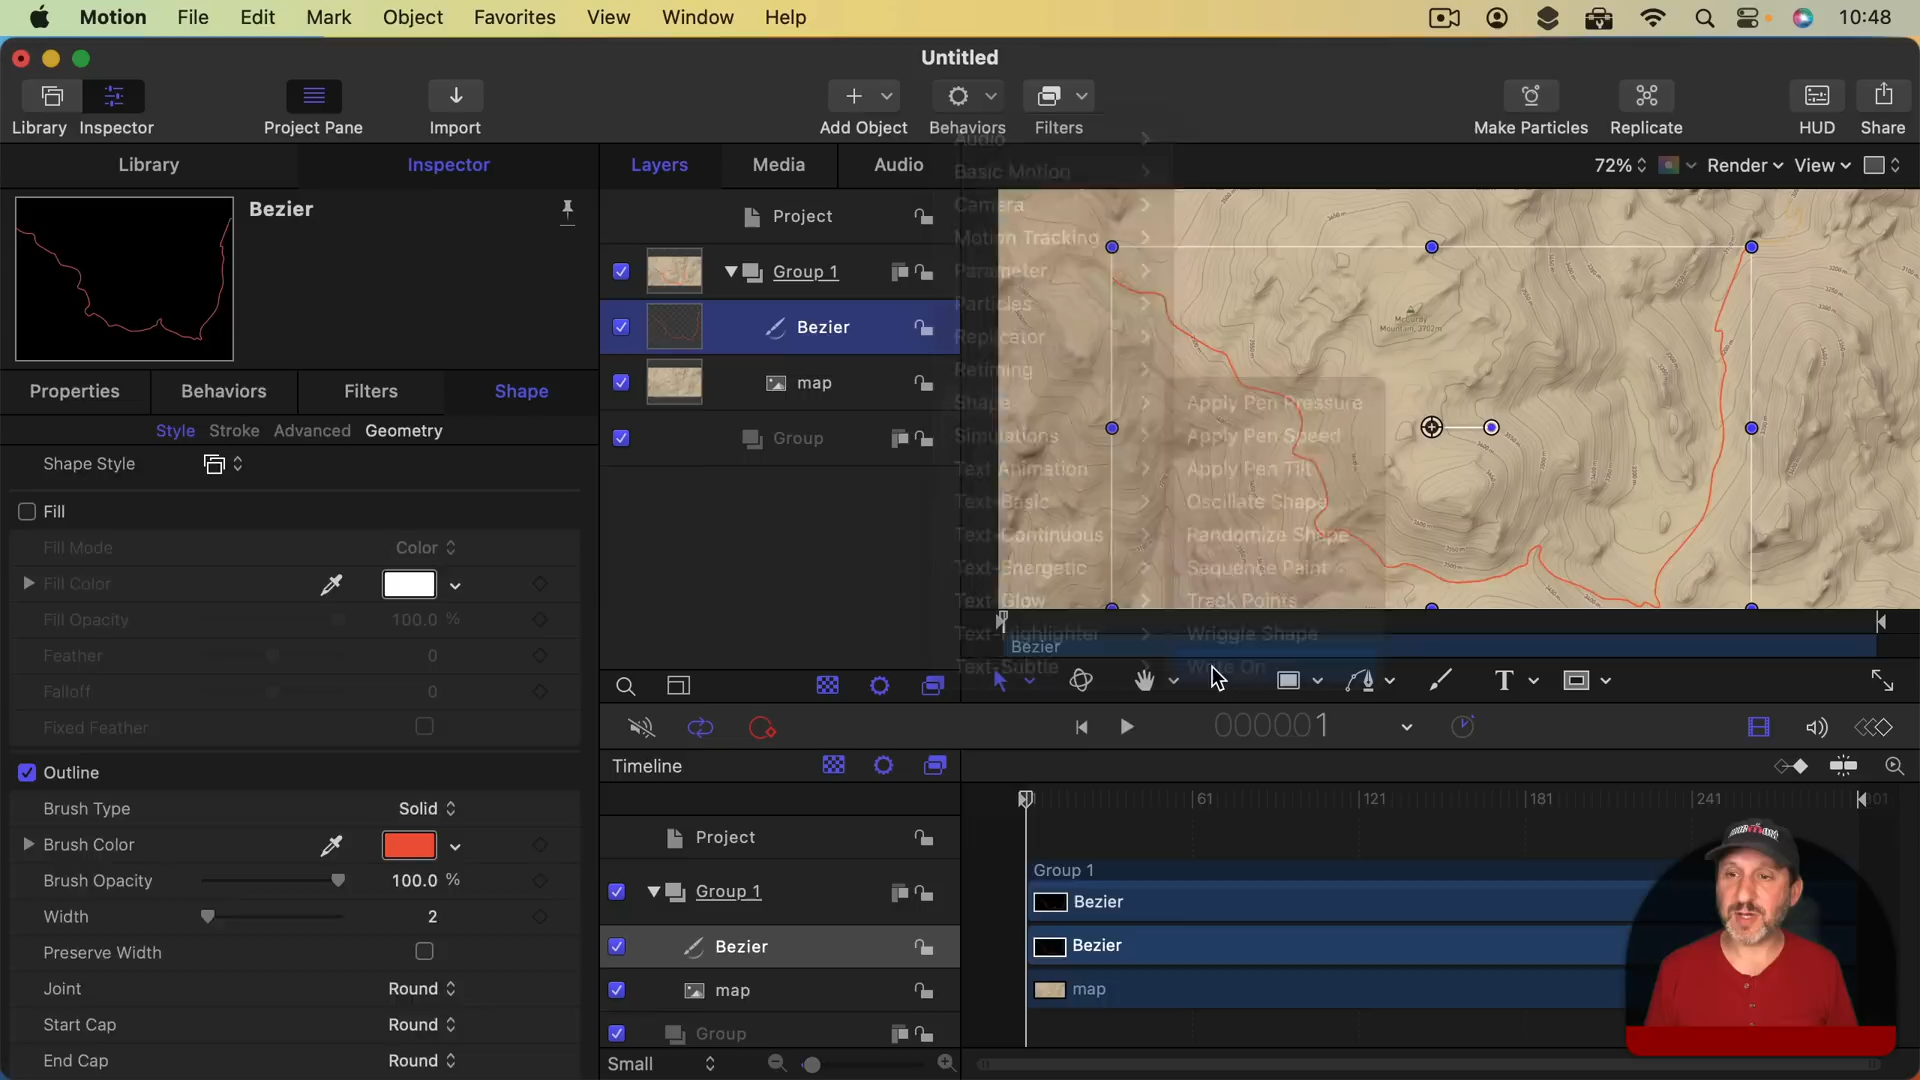 Motion File Edit Mark Object Favorites View Window Help 10:48
Untitled
Library Inspector Project Pane Import Add Object Behaviors Filters Make Particles Replicate HUD Share
Library Inspector Layers Media Audio 72% Render View
Bezier
Properties Behaviors Filters Shape
Style Stroke Advanced Geometry
Shape Style
Fill
Fill Mode Color
Fill Color
Fill Opacity 100.0 %
Feather 0
Falloff 0
Fixed Feather
Outline
Brush Type Solid
Brush Color
Brush Opacity 100.0 %
Width 2
Preserve Width
Joint Round
Start Cap Round
End Cap Round
Project
Group 1
Bezier
map
Group
Audio
Basic Motion
Camera
Motion Tracking
Parameter
Particles
Replicator
Retiming
Shape
Simulations
Text Animation
Text-Basic
Text-Continuous
Text-Energetic
Text-Glow
Text-Highlighter
Text-Subtle
Apply Pen Pressure
Apply Pen Speed
Apply Pen Tilt
Oscillate Shape
Randomize Shape
Sequence Paint
Track Points
Wriggle Shape
Write On
McCurdy
Mountain, 3702m
Bezier
T
000001
Timeline
61 121 181 241 301
Project
Group 1
Bezier
map
Group
Small
Group 1
Bezier
Bezier
map